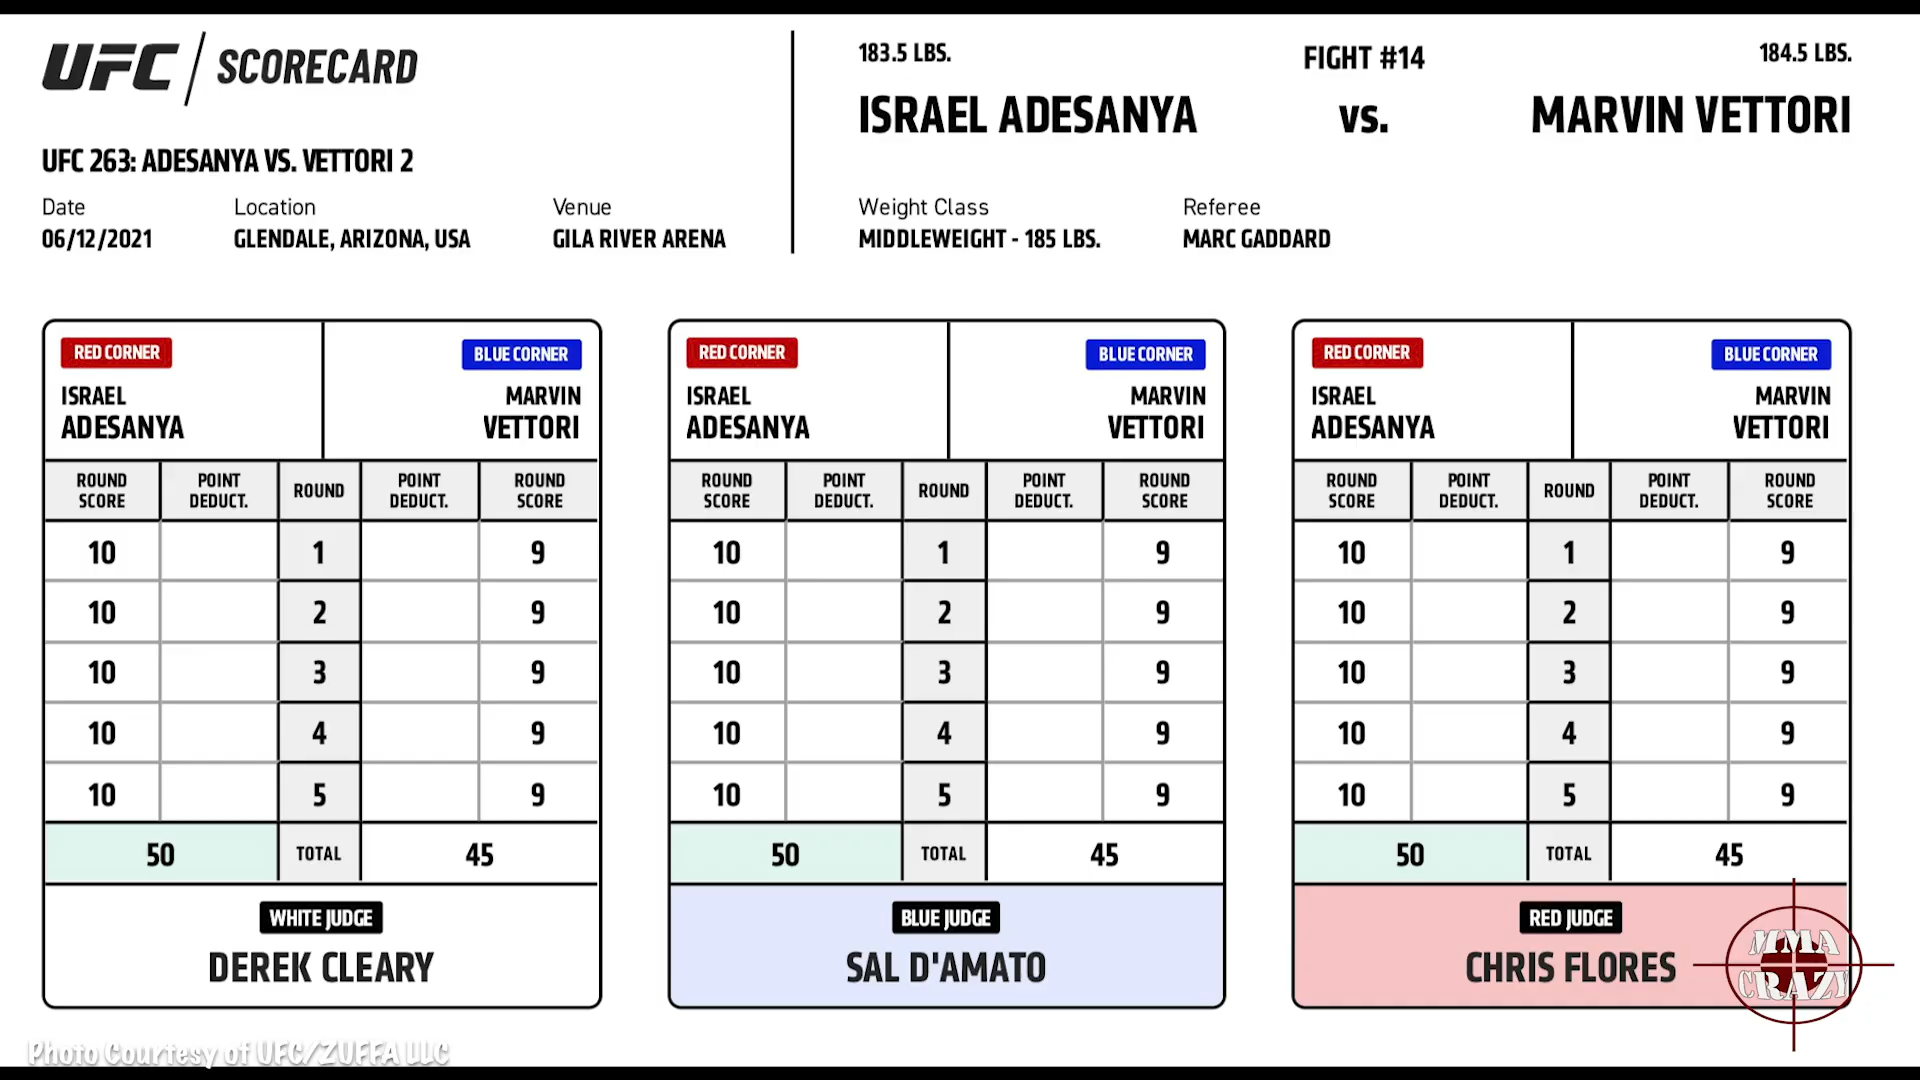 UFC / SCORECARD
UFC 263: ADESANYA VS. VETTORI 2
Date Location Venue
06/12/2021 GLENDALE, ARIZONA, USA GILA RIVER ARENA
183.5 LBS. FIGHT #14 184.5 LBS.
ISRAEL ADESANYA vs. MARVIN VETTORI
Weight Class Referee
MIDDLEWEIGHT - 185 LBS. MARC GADDARD
RED CORNER BLUE CORNER
ISRAEL MARVIN
ADESANYA VETTORI
ROUND POINT ROUND POINT ROUND
SCORE DEDUCT. DEDUCT. SCORE
10 1 9
10 2 9
10 3 9
10 4 9
10 5 9
50 TOTAL 45
WHITE JUDGE
DEREK CLEARY
RED CORNER BLUE CORNER
ISRAEL MARVIN
ADESANYA VETTORI
ROUND POINT ROUND POINT ROUND
SCORE DEDUCT. DEDUCT. SCORE
10 1 9
10 2 9
10 3 9
10 4 9
10 5 9
50 TOTAL 45
BLUE JUDGE
SAL D'AMATO
RED CORNER BLUE CORNER
ISRAEL MARVIN
ADESANYA VETTORI
ROUND POINT ROUND POINT ROUND
SCORE DEDUCT. DEDUCT. SCORE
10 1 9
10 2 9
10 3 9
10 4 9
10 5 9
50 TOTAL 45
RED JUDGE
CHRIS FLORES
MMA
CRAZY
Photo Courtesy of UFC/ZUFFA LLC